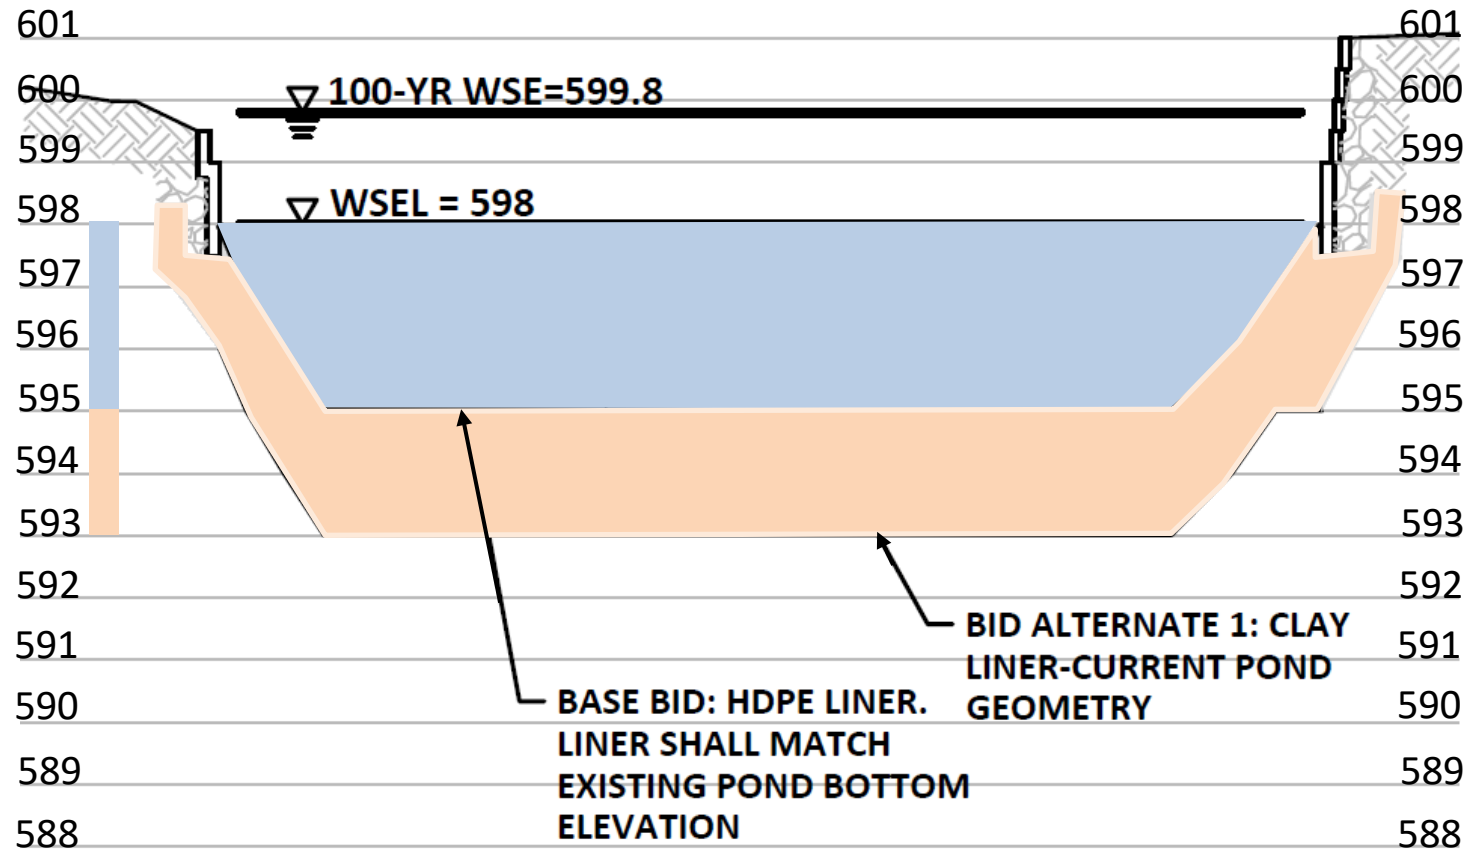 601 601
100-YR WSE=599.8
600 600
599 599
WSEL = 598
598 598
597 597
596 596
595 595
594 594
593 593
592 592
BID ALTERNATE 1: CLAY
LINER-CURRENT POND
GEOMETRY
591 591
BASE BID: HDPE LINER.
LINER SHALL MATCH
EXISTING POND BOTTOM
ELEVATION
590 590
589 589
588 588